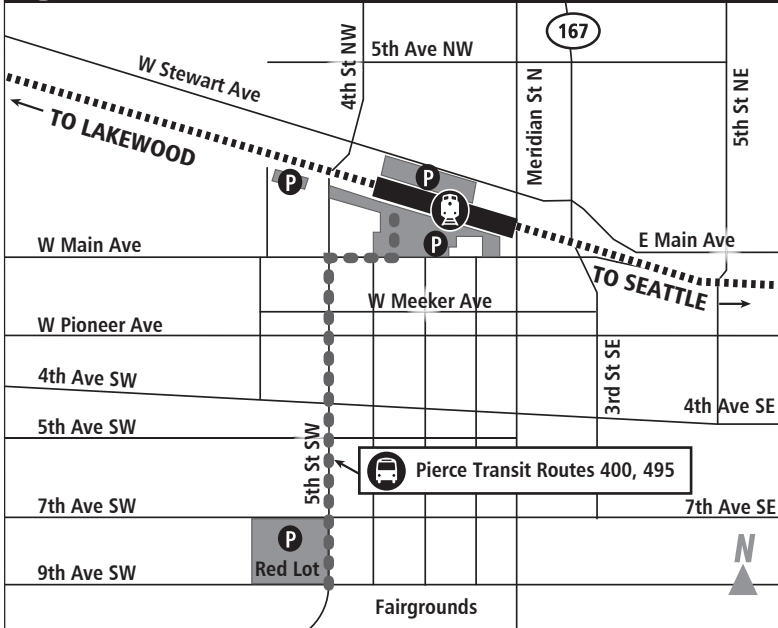 167
5th Ave NW
4th St NW
W Stewart Ave
Meridian St N
5th St NE
TO LAKEWOOD
P
P
P
W Main Ave
E Main Ave
TO SEATTLE
W Meeker Ave
W Pioneer Ave
3rd St SE
4th Ave SW
4th Ave SE
5th Ave SW
5th St SW
Pierce Transit Routes 400, 495
7th Ave SW
7th Ave SE
P
Red Lot
N
9th Ave SW
Fairgrounds